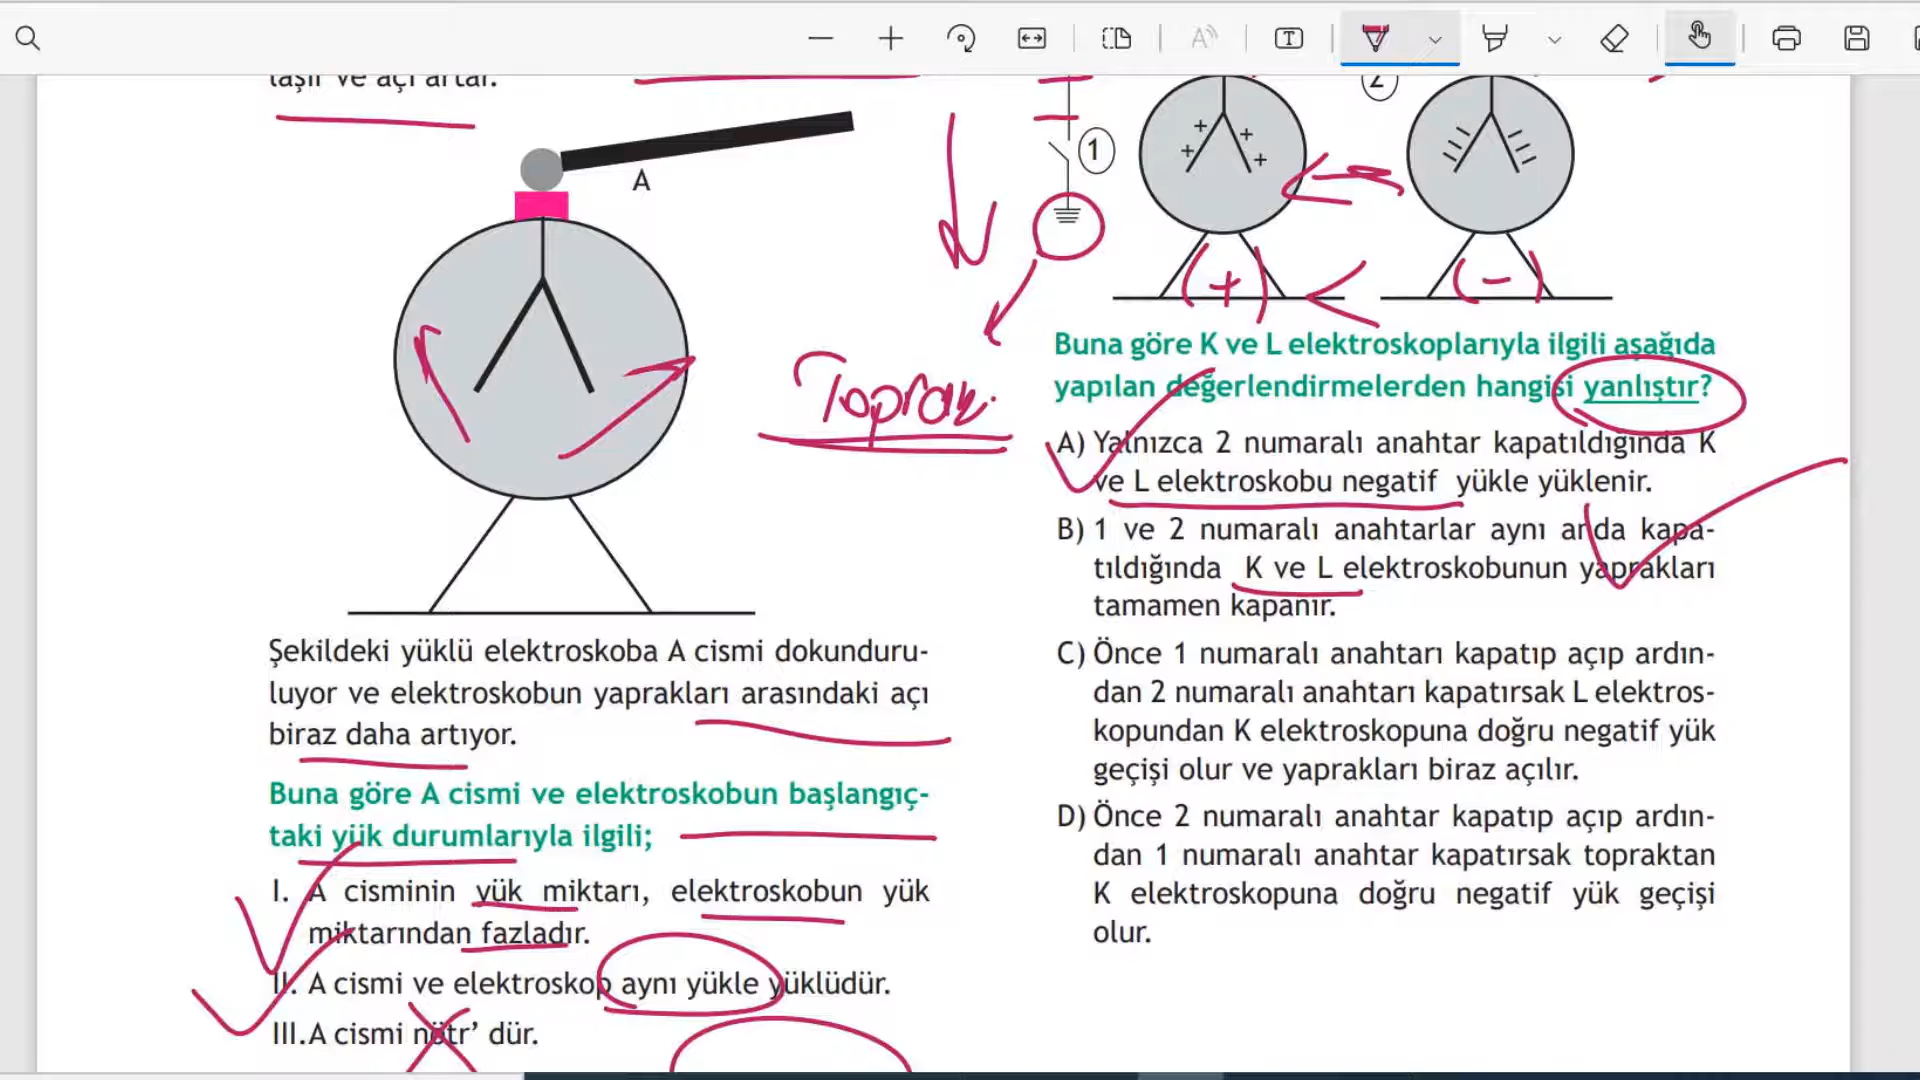 laşır ve açı artar.
A
Şekildeki yüklü elektroskoba A cismi dokunduru-
luyor ve elektroskobun yaprakları arasındaki açı
biraz daha artıyor.
Buna göre A cismi ve elektroskobun başlangıç-
taki yük durumlarıyla ilgili;
I. A cisminin yük miktarı, elektroskobun yük
miktarından fazladır.
II. A cismi ve elektroskop aynı yükle yüklüdür.
III.A cismi nötr’ dür.
Toprak
1
2
+ + + +
(+)
(-)
Buna göre K ve L elektroskoplarıyla ilgili aşağıda
yapılan değerlendirmelerden hangisi yanlıştır?
A) Yalnızca 2 numaralı anahtar kapatıldığında K
ve L elektroskobu negatif yükle yüklenir.
B) 1 ve 2 numaralı anahtarlar aynı anda kapa-
tıldığında K ve L elektroskobunun yaprakları
tamamen kapanır.
C) Önce 1 numaralı anahtarı kapatıp açıp ardın-
dan 2 numaralı anahtarı kapatırsak L elektros-
kopundan K elektroskopuna doğru negatif yük
geçişi olur ve yaprakları biraz açılır.
D) Önce 2 numaralı anahtar kapatıp açıp ardın-
dan 1 numaralı anahtar kapatırsak topraktan
K elektroskopuna doğru negatif yük geçişi
olur.